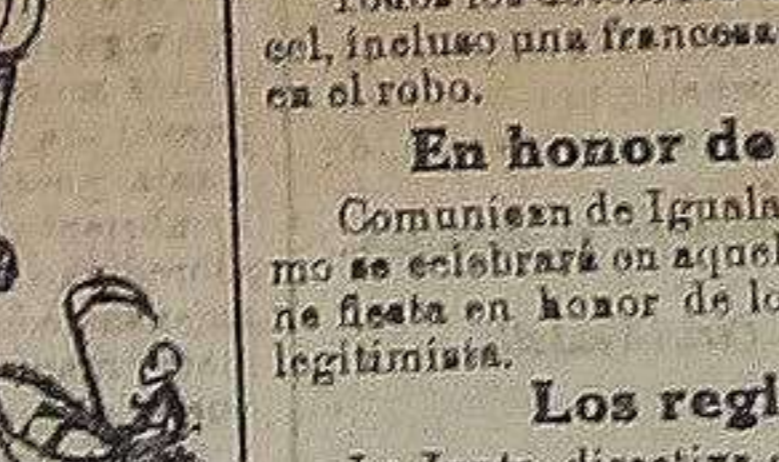 cel, incluso una francesa
en el robo.
En honor de
Comunican de Iguala
mo se celebrará en aquel
ne fiesta en honor de lo
legitimista.
Los regi